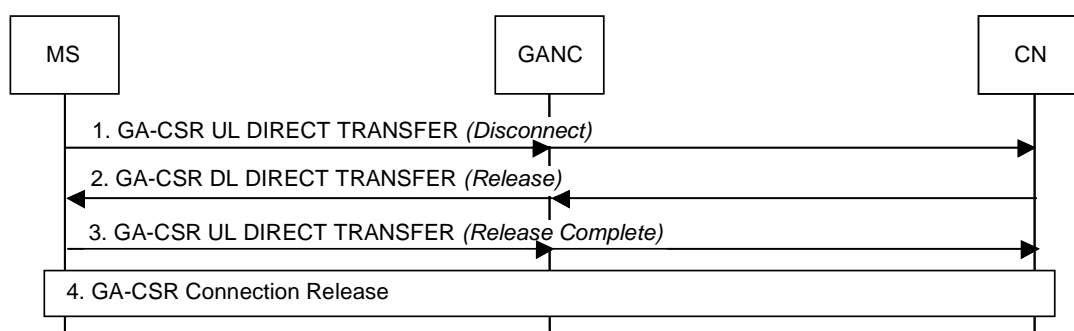 MS
GANC
CN
1. GA-CSR UL DIRECT TRANSFER (Disconnect)
2. GA-CSR DL DIRECT TRANSFER (Release)
3. GA-CSR UL DIRECT TRANSFER (Release Complete)
4. GA-CSR Connection Release